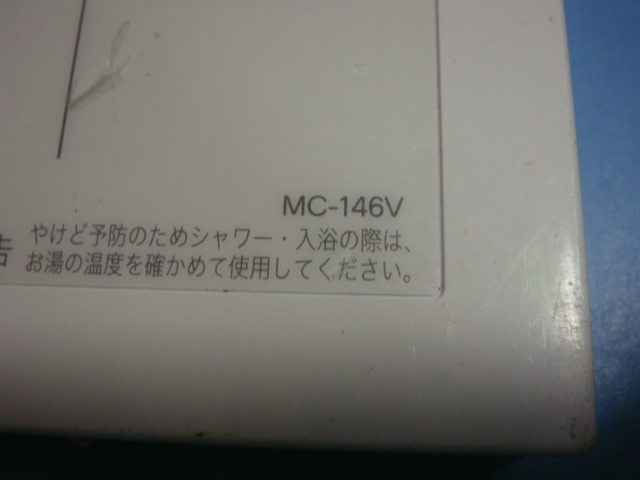 MC-146V
やけど予防のためシャワー・入浴の際は、
告 お湯の温度を確かめて使用してください。